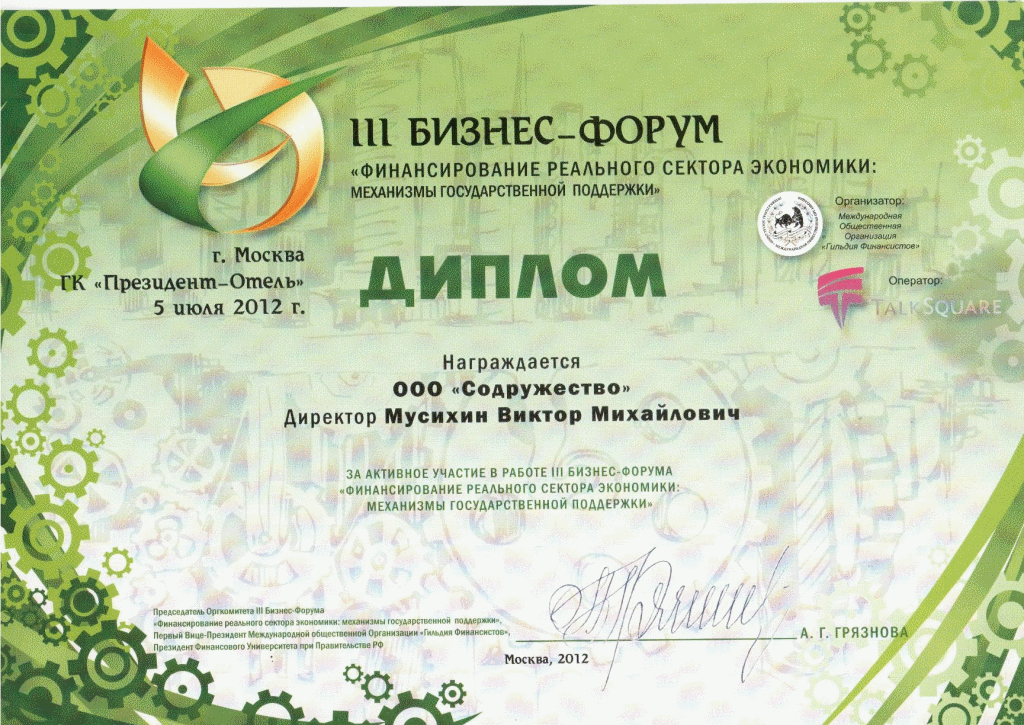 III БИЗНЕС-ФОРУМ
«ФИНАНСИРОВАНИЕ РЕАЛЬНОГО СЕКТОРА ЭКОНОМИКИ:
МЕХАНИЗМЫ ГОСУДАРСТВЕННОЙ ПОДДЕРЖКИ»
Организатор:
Международная
Общественная
Организация
«Гильдия Финансистов»
г. Москва
ГК «Президент-Отель»
5 июля 2012 г.
ДИПЛОМ
Оператор:
TALKSQUARE
Награждается
ООО «Содружество»
Директор Мусихин Виктор Михайлович
ЗА АКТИВНОЕ УЧАСТИЕ В РАБОТЕ III БИЗНЕС-ФОРУМА
«ФИНАНСИРОВАНИЕ РЕАЛЬНОГО СЕКТОРА ЭКОНОМИКИ:
МЕХАНИЗМЫ ГОСУДАРСТВЕННОЙ ПОДДЕРЖКИ»
Председатель Оргкомитета III Бизнес-Форума
«Финансирование реального сектора экономики: механизмы государственной поддержки»,
Первый Вице-Президент Международной общественной Организации «Гильдия Финансистов»,
Президент Финансового Университета при Правительстве РФ
А. Г. ГРЯЗНОВА
Москва, 2012